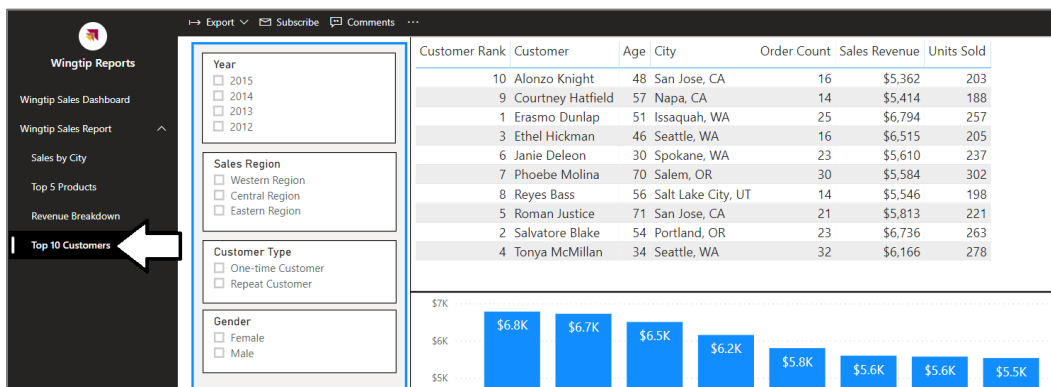 Export Subscribe Comments ...
Wingtip Reports
Wingtip Sales Dashboard
Wingtip Sales Report
Sales by City
Top 5 Products
Revenue Breakdown
Top 10 Customers
Year
2015
2014
2013
2012
Sales Region
Western Region
Central Region
Eastern Region
Customer Type
One-time Customer
Repeat Customer
Gender
Female
Male
Customer Rank Customer Age City Order Count Sales Revenue Units Sold
10 Alonzo Knight 48 San Jose, CA 16 $5,362 203
9 Courtney Hatfield 57 Napa, CA 14 $5,414 188
1 Erasmo Dunlap 51 Issaquah, WA 25 $6,794 257
3 Ethel Hickman 46 Seattle, WA 16 $6,515 205
6 Janie Deleon 30 Spokane, WA 23 $5,610 237
7 Phoebe Molina 70 Salem, OR 30 $5,584 302
8 Reyes Bass 56 Salt Lake City, UT 14 $5,546 198
5 Roman Justice 71 San Jose, CA 21 $5,813 221
2 Salvatore Blake 54 Portland, OR 23 $6,736 263
4 Tonya McMillan 34 Seattle, WA 32 $6,166 278
$7K
$6K
$5K
$6.8K $6.7K $6.5K $6.2K $5.8K $5.6K $5.6K $5.5K